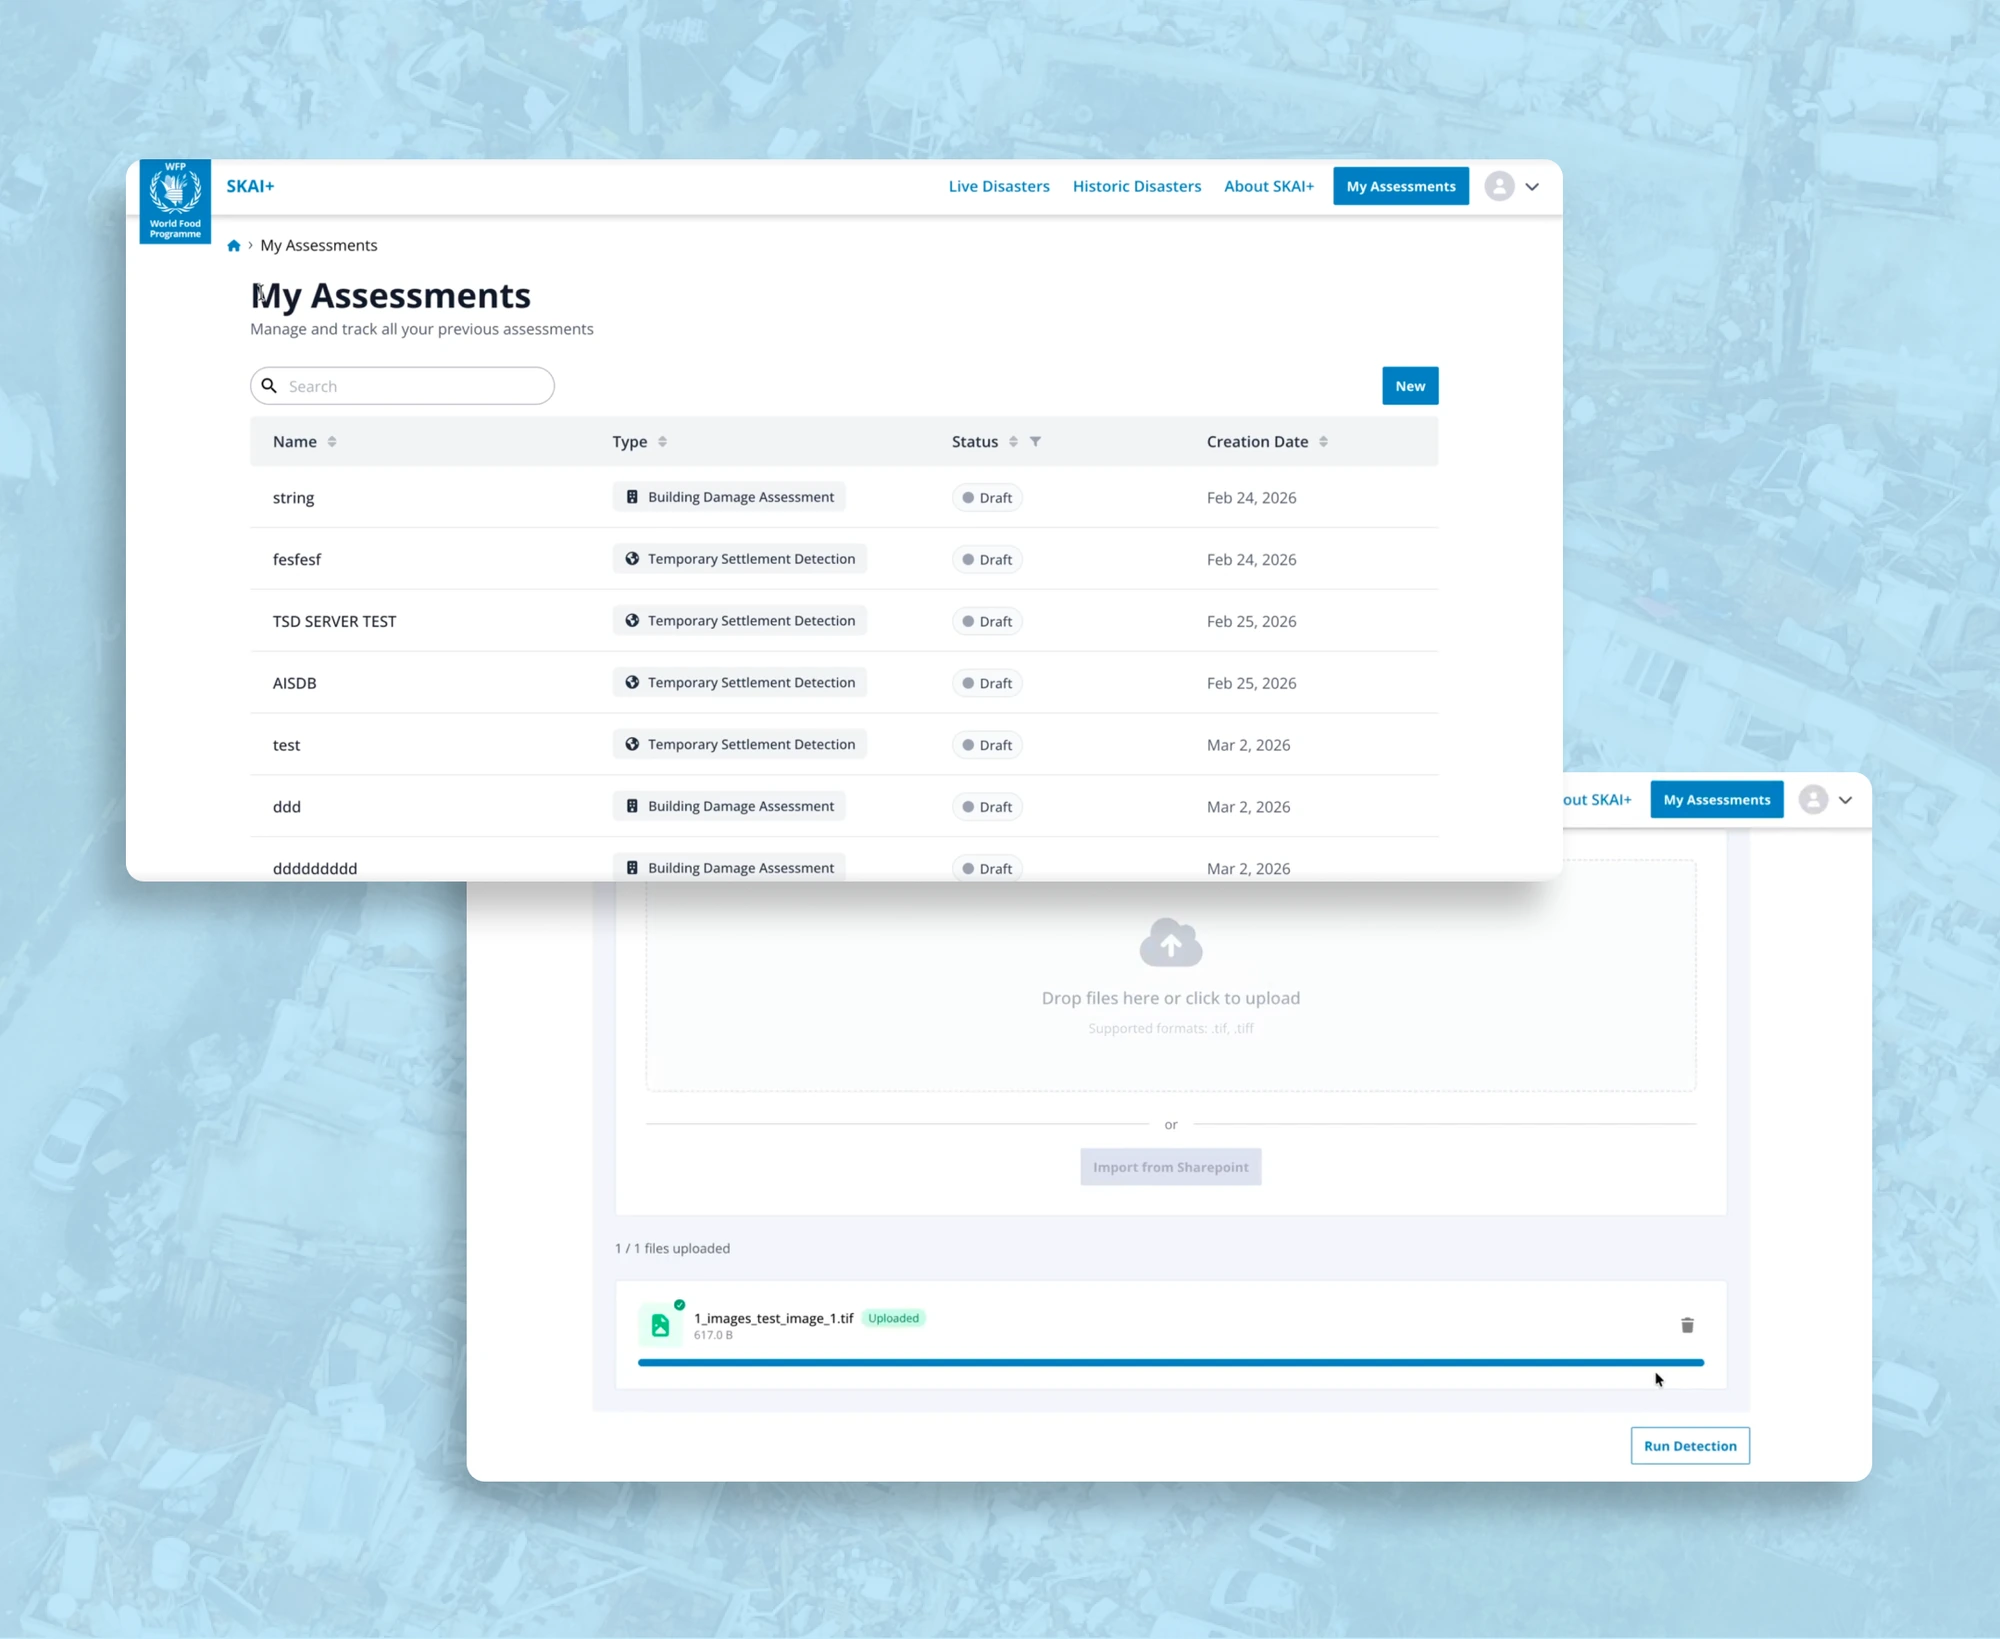 WFP
World Food
Programme
SKAI+
Live Disasters
Historic Disasters
About SKAI+
My Assessments
My Assessments
My Assessments
Manage and track all your previous assessments
Search
New
Name
Type
Status
Creation Date
string
Building Damage Assessment
Draft
Feb 24, 2026
fesfesf
Temporary Settlement Detection
Draft
Feb 24, 2026
TSD SERVER TEST
Temporary Settlement Detection
Draft
Feb 25, 2026
AISDB
Temporary Settlement Detection
Draft
Feb 25, 2026
test
Temporary Settlement Detection
Draft
Mar 2, 2026
ddd
Building Damage Assessment
Draft
Mar 2, 2026
ddddddddd
Building Damage Assessment
Draft
Mar 2, 2026
out SKAI+
My Assessments
Drop files here or click to upload
Supported formats: .tif, .tiff
or
Import from Sharepoint
1 / 1 files uploaded
1_images_test_image_1.tif
Uploaded
617.0 B
Run Detection